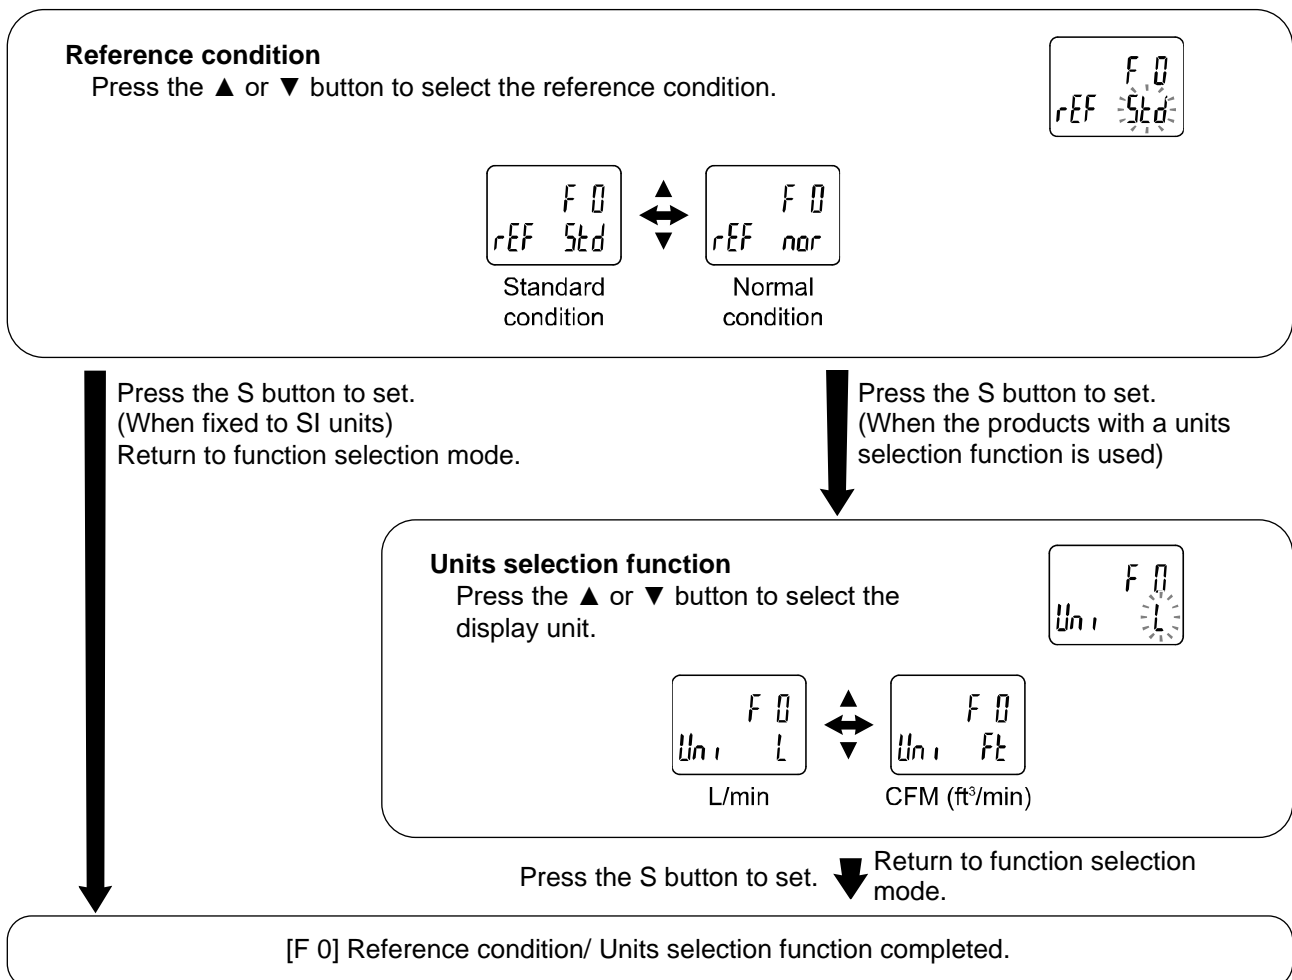 Reference condition
Press the ▲ or ▼ button to select the reference condition.
F 0
rEF Std
F 0
rEF Std
▲
▼
F 0
rEF nor
Standard
condition
Normal
condition
Press the S button to set.
(When fixed to SI units)
Return to function selection mode.
Press the S button to set.
(When the products with a units
selection function is used)
Units selection function
Press the ▲ or ▼ button to select the
display unit.
F 0
Uni L
F 0
Uni L
▲
▼
F 0
Uni Ft
L/min
CFM (ft³/min)
Press the S button to set.
Return to function selection
mode.
[F 0] Reference condition/ Units selection function completed.